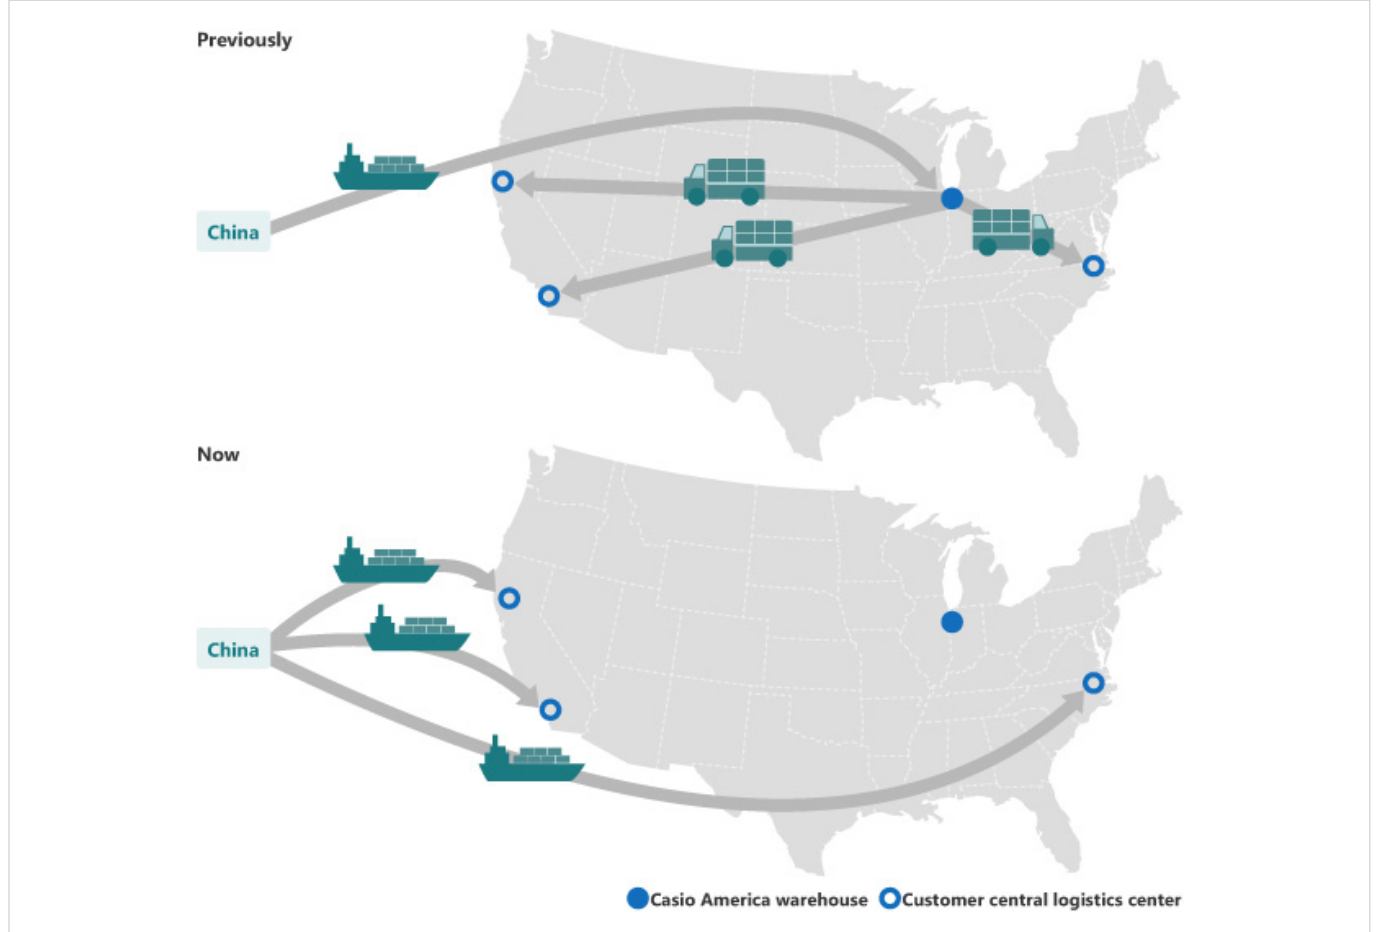 Previously
China
Now
China
Casio America warehouse
Customer central logistics center